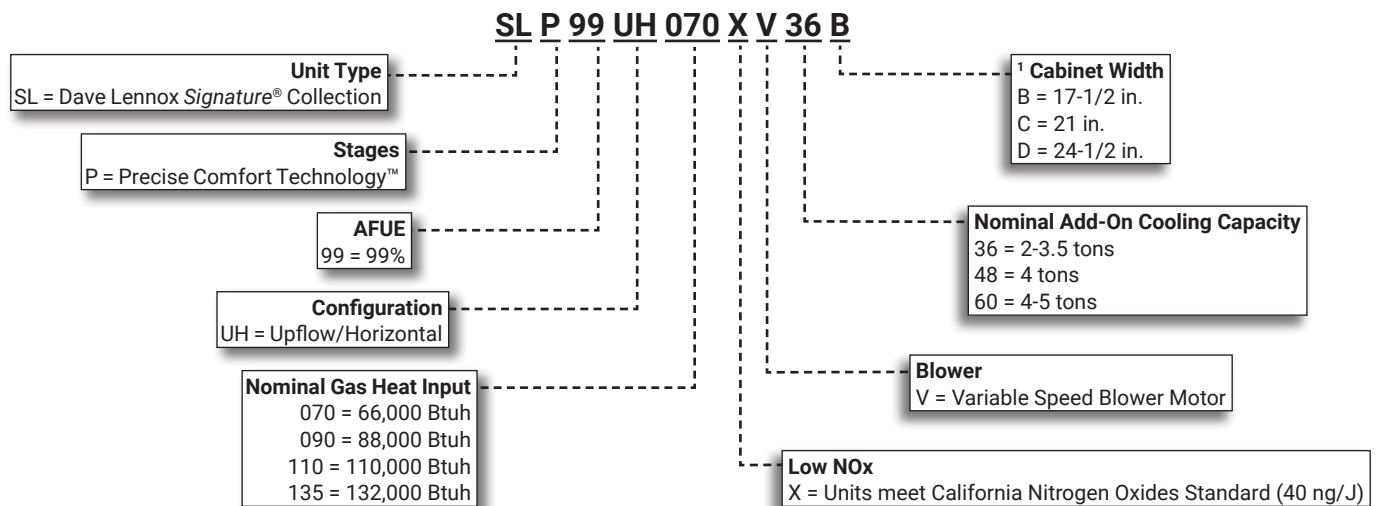 SL P 99 UH 070 X V 36 B
Unit Type
SL = Dave Lennox Signature® Collection
Stages
P = Precise Comfort Technology™
AFUE
99 = 99%
Configuration
UH = Upflow/Horizontal
Nominal Gas Heat Input
070 = 66,000 Btuh
090 = 88,000 Btuh
110 = 110,000 Btuh
135 = 132,000 Btuh
¹ Cabinet Width
B = 17-1/2 in.
C = 21 in.
D = 24-1/2 in.
Nominal Add-On Cooling Capacity
36 = 2-3.5 tons
48 = 4 tons
60 = 4-5 tons
Blower
V = Variable Speed Blower Motor
Low NOx
X = Units meet California Nitrogen Oxides Standard (40 ng/J)